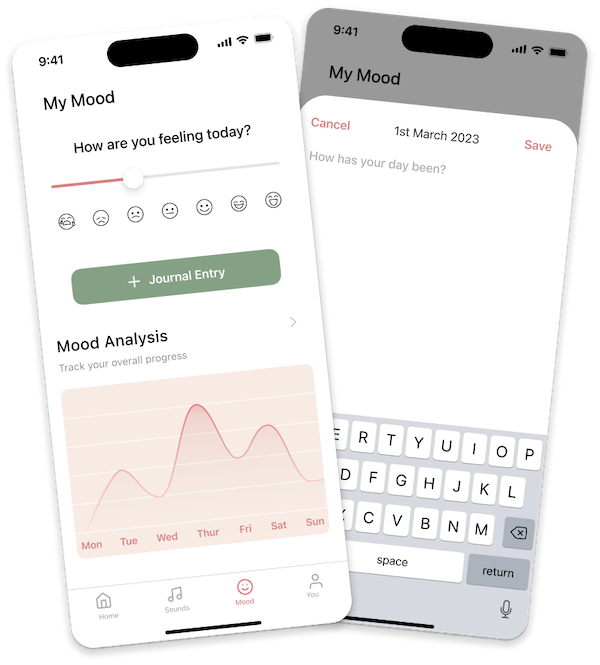 9:41
My Mood
How are you feeling today?
+ Journal Entry
Mood Analysis
Track your overall progress
Mon Tue Wed Thur Fri Sat Sun
Home Sounds Mood You
9:41
My Mood
Cancel 1st March 2023 Save
How has your day been?
E R T Y U I O P
D F G H J K L
X C V B N M
space return